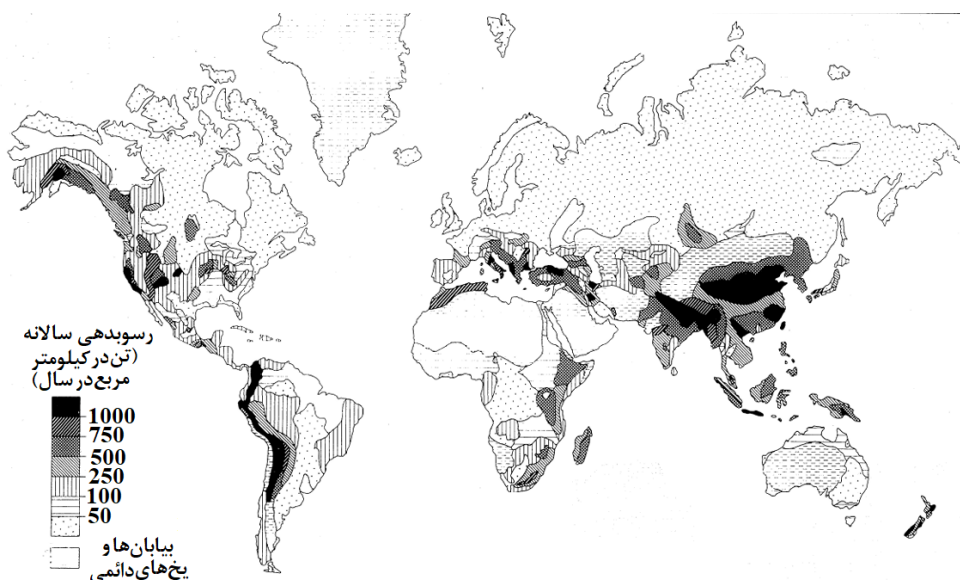 رسوبدهی سالانه
(تن در کیلومتر
مربع در سال)
1000
750
500
250
100
50
بیابان‌ها و
یخ‌های دائمی